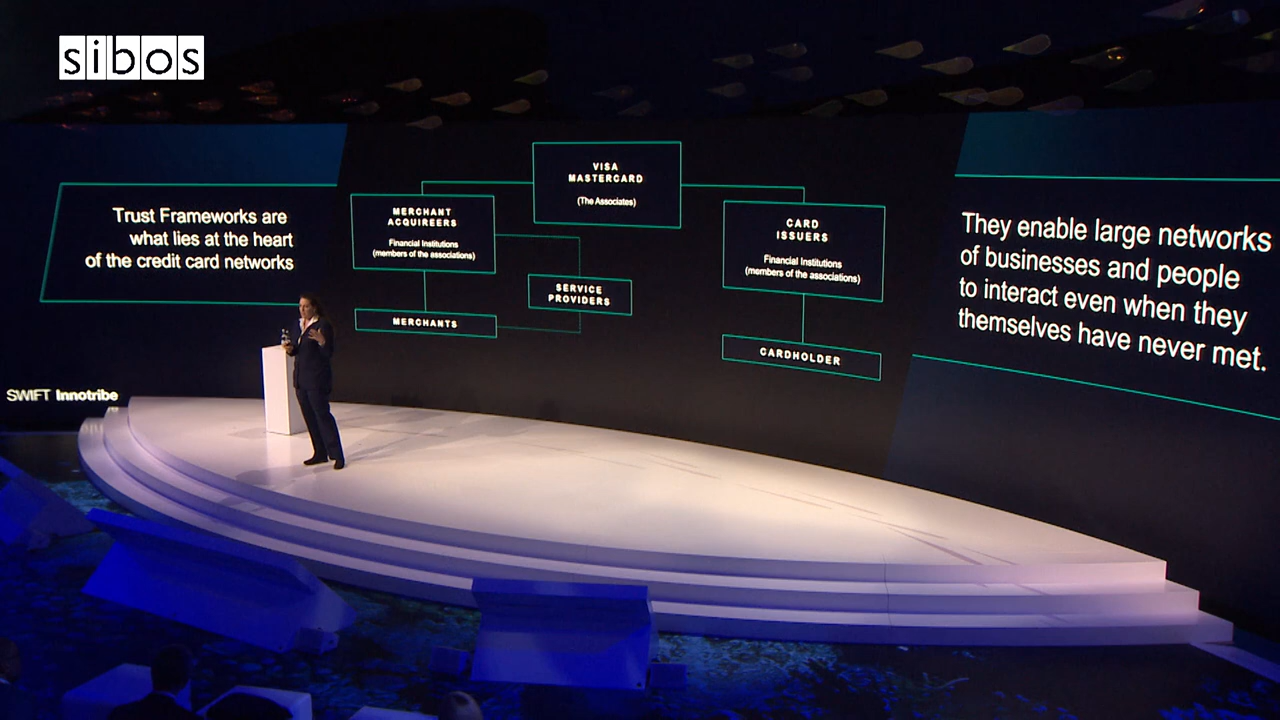 sibos
Trust Frameworks are
what lies at the heart
of the credit card networks
VISA
MASTERCARD
(The Associates)
MERCHANT
ACQUIREERS
Financial Institutions
(members of the associations)
SERVICE
PROVIDERS
MERCHANTS
CARD
ISSUERS
Financial Institutions
(members of the associations)
CARDHOLDER
They enable large networks
of businesses and people
to interact even when they
themselves have never met.
SWIFT Innotribe